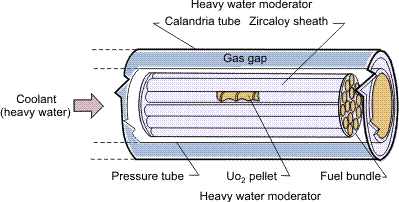 Heavy water moderator
Calandria tube Zircaloy sheath
Gas gap
Coolant
(heavy water)
Pressure tube Uo2 pellet Fuel bundle
Heavy water moderator